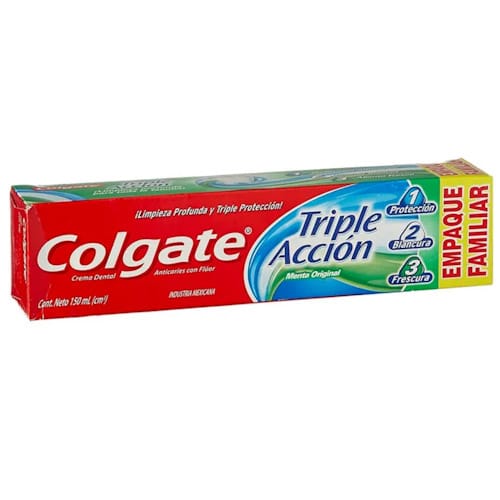 ¡Limpieza Profunda y Triple Protección!
Colgate®
Crema Dental
Anticaries con Flúor
Cont. Neto 150 mL (cm³)
INDUSTRIA MEXICANA
Triple
Acción
Menta Original
1
Protección
2
Blancura
3
Frescura
EMPAQUE
FAMILIAR